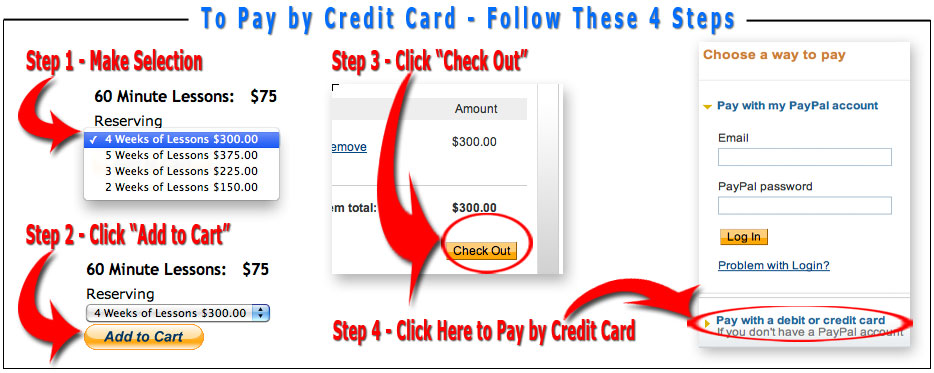 To Pay by Credit Card - Follow These 4 Steps
Step 1 - Make Selection
60 Minute Lessons: $75
Reserving
✓ 4 Weeks of Lessons $300.00
5 Weeks of Lessons $375.00
3 Weeks of Lessons $225.00
2 Weeks of Lessons $150.00
Step 2 - Click “Add to Cart”
60 Minute Lessons: $75
Reserving
4 Weeks of Lessons $300.00
Add to Cart
Step 3 - Click “Check Out”
Amount
emove $300.00
em total: $300.00
Check Out
Step 4 - Click Here to Pay by Credit Card
Choose a way to pay
Pay with my PayPal account
Email
PayPal password
Log In
Problem with Login?
Pay with a debit or credit card
If you don't have a PayPal account